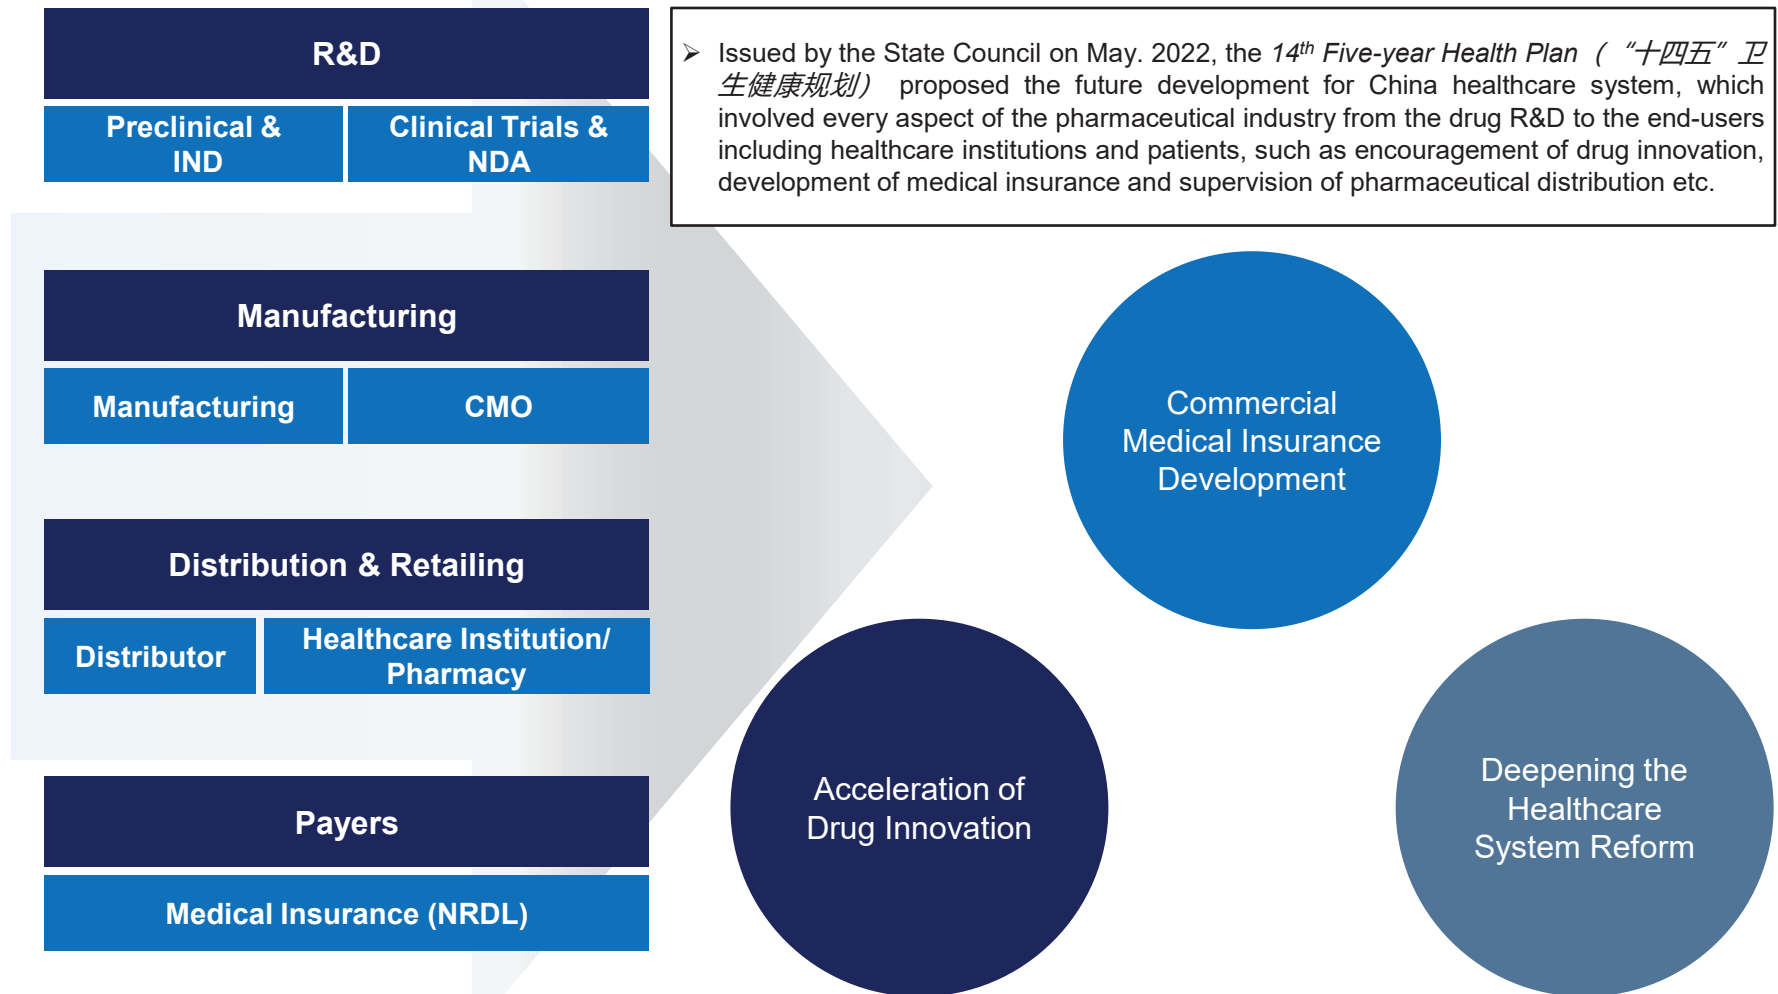 R&D
Preclinical &
IND
Clinical Trials &
NDA
Manufacturing
Manufacturing
CMO
Distribution & Retailing
Distributor
Healthcare Institution/
Pharmacy
Payers
Medical Insurance (NRDL)
➢ Issued by the State Council on May. 2022, the 14th Five-year Health Plan（ “十四五”卫
生健康规划） proposed the future development for China healthcare system, which
involved every aspect of the pharmaceutical industry from the drug R&D to the end-users
including healthcare institutions and patients, such as encouragement of drug innovation,
development of medical insurance and supervision of pharmaceutical distribution etc.
Commercial
Medical Insurance
Development
Acceleration of
Drug Innovation
Deepening the
Healthcare
System Reform